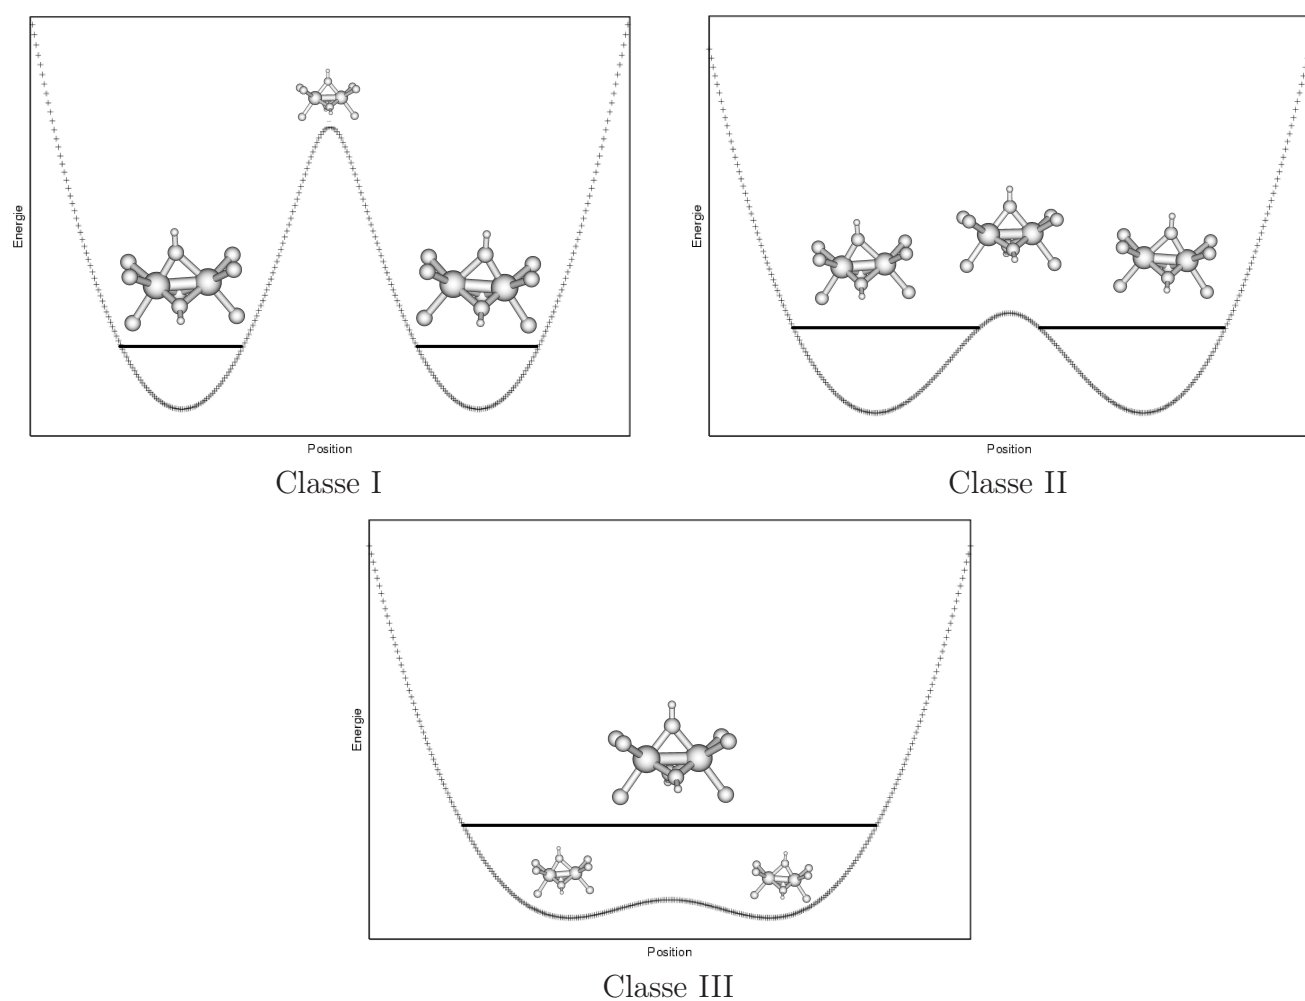 Energie
Position
Classe I
Energie
Position
Classe II
Energie
Position
Classe III